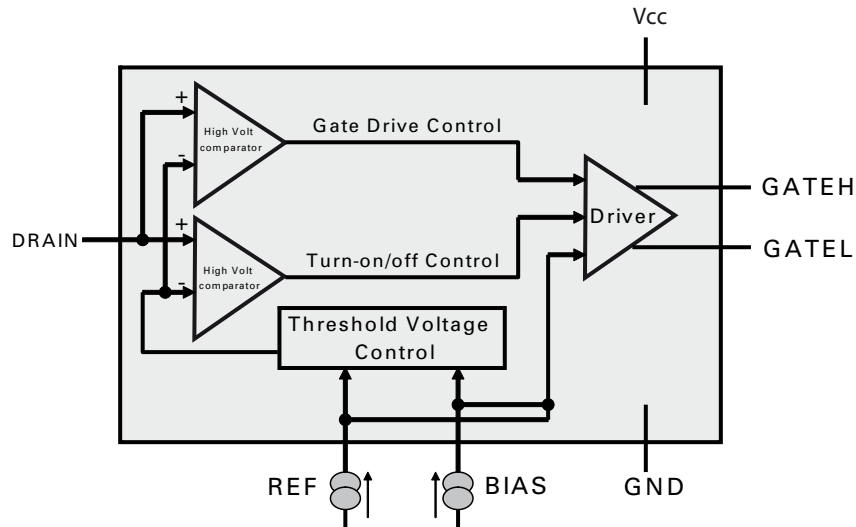 Vcc
+
High Volt
comparator
-
Gate Drive Control
GATEH
Driver
DRAIN
+
High Volt
comparator
-
Turn-on/off Control
GATEL
Threshold Voltage
Control
REF
BIAS
GND